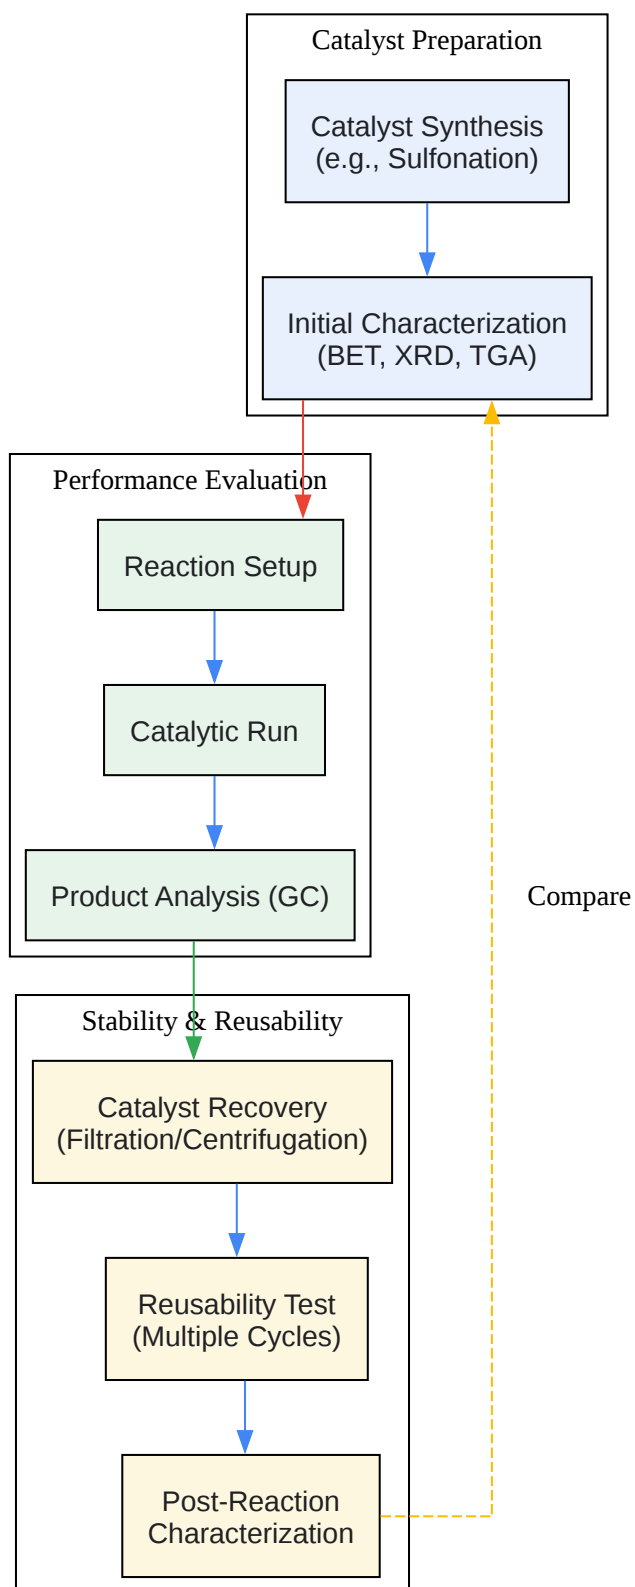 Catalyst Preparation
Catalyst Synthesis
(e.g., Sulfonation)
Initial Characterization
(BET, XRD, TGA)
Performance Evaluation
Reaction Setup
Catalytic Run
Product Analysis (GC)
Compare
Stability & Reusability
Catalyst Recovery
(Filtration/Centrifugation)
Reusability Test
(Multiple Cycles)
Post-Reaction
Characterization